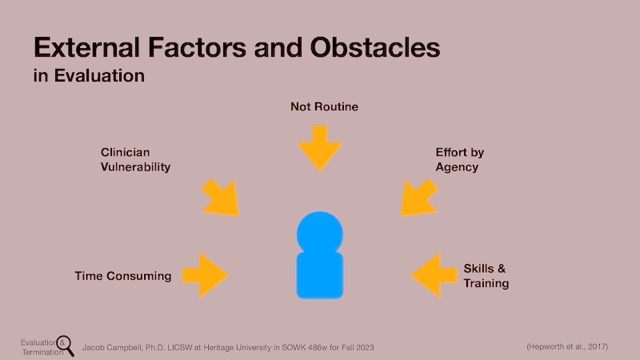 External Factors and Obstacles
in Evaluation
Not Routine
Clinician
Vulnerability
Effort by
Agency
Time Consuming
Skills &
Training
Evaluation &
Termination
Jacob Campbell, Ph.D. LICSW at Heritage University in SOWK 486w for Fall 2023
(Hepworth et al., 2017)